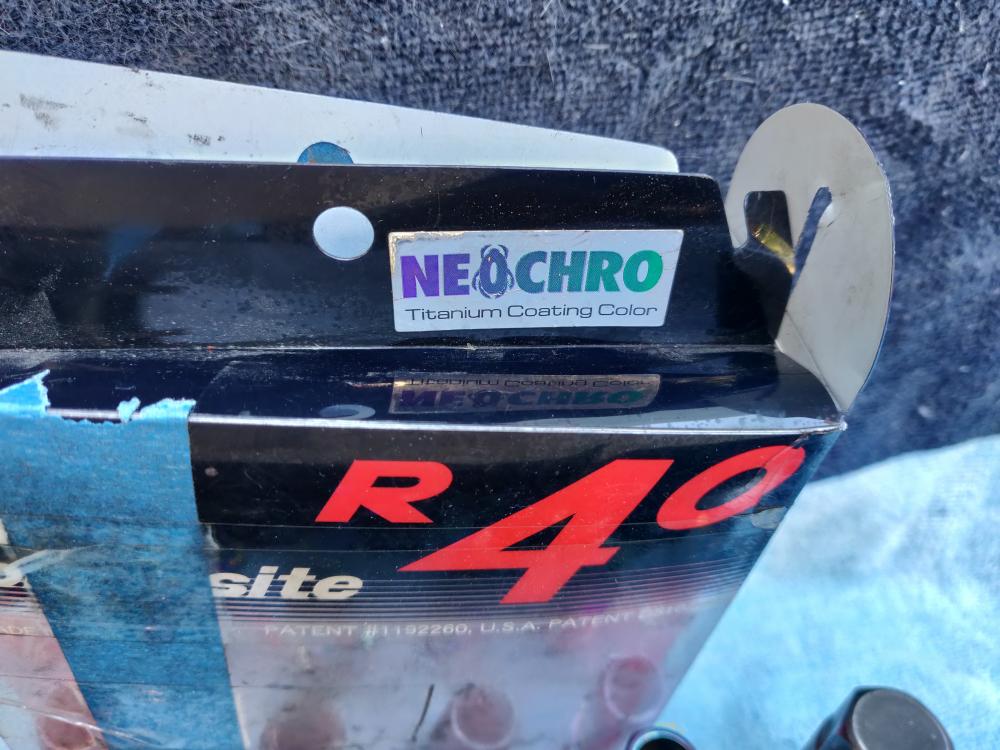 NEOCHRO
Titanium Coating Color
R40
site
PATENT #1192260, U.S.A. PATENT